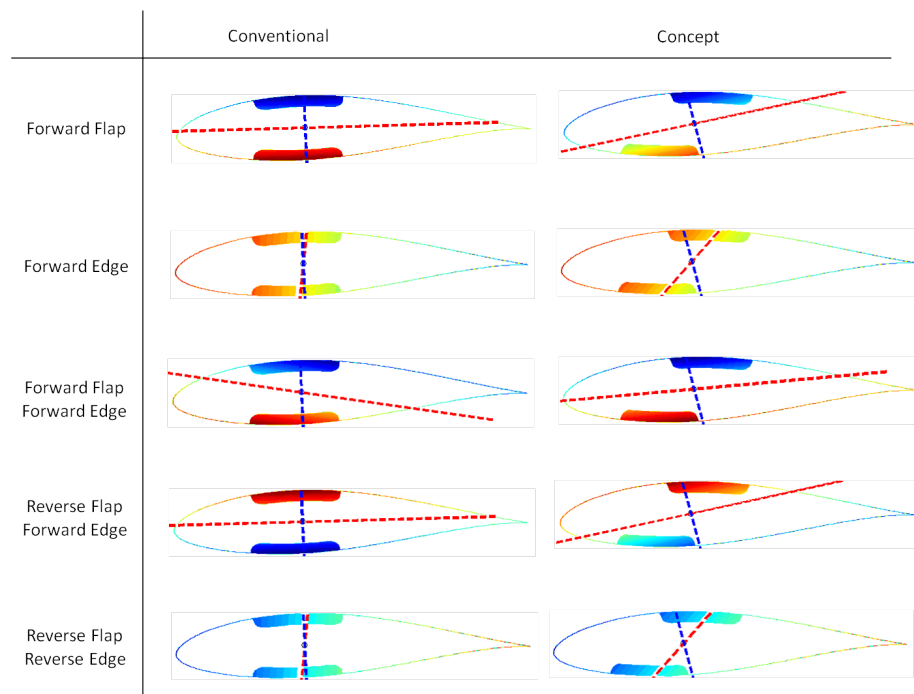 Conventional
Concept
Forward Flap
Forward Edge
Forward Flap
Forward Edge
Reverse Flap
Forward Edge
Reverse Flap
Reverse Edge